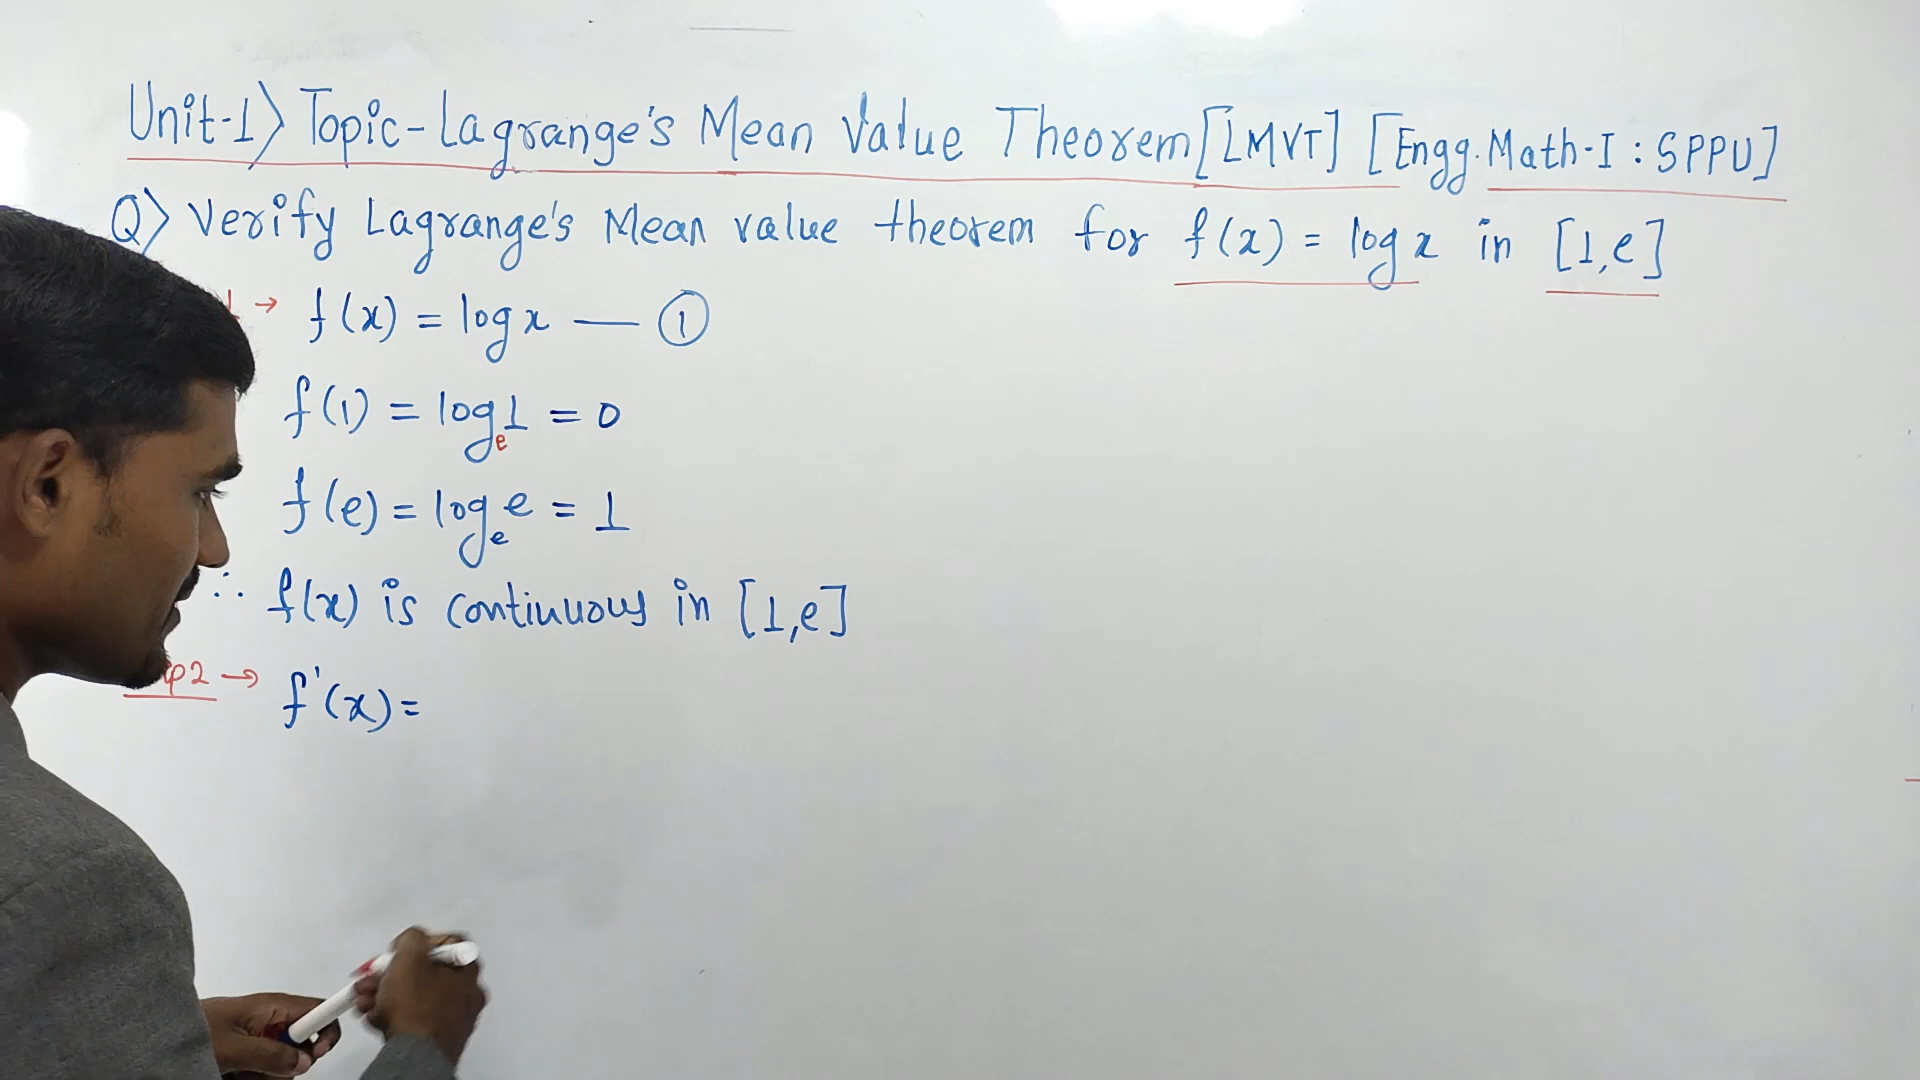 Unit-1) Topic-Lagrange's Mean Value Theorem [LMVT] [Engg. Math-I : SPPU]
Q) Verify Lagrange's Mean value theorem for f(x) = log x in [1,e]
→ f(x) = log x — ①
f(1) = logₑ1 = 0
f(e) = logₑe = 1
∴ f(x) is continuous in [1,e]
→ f'(x) =